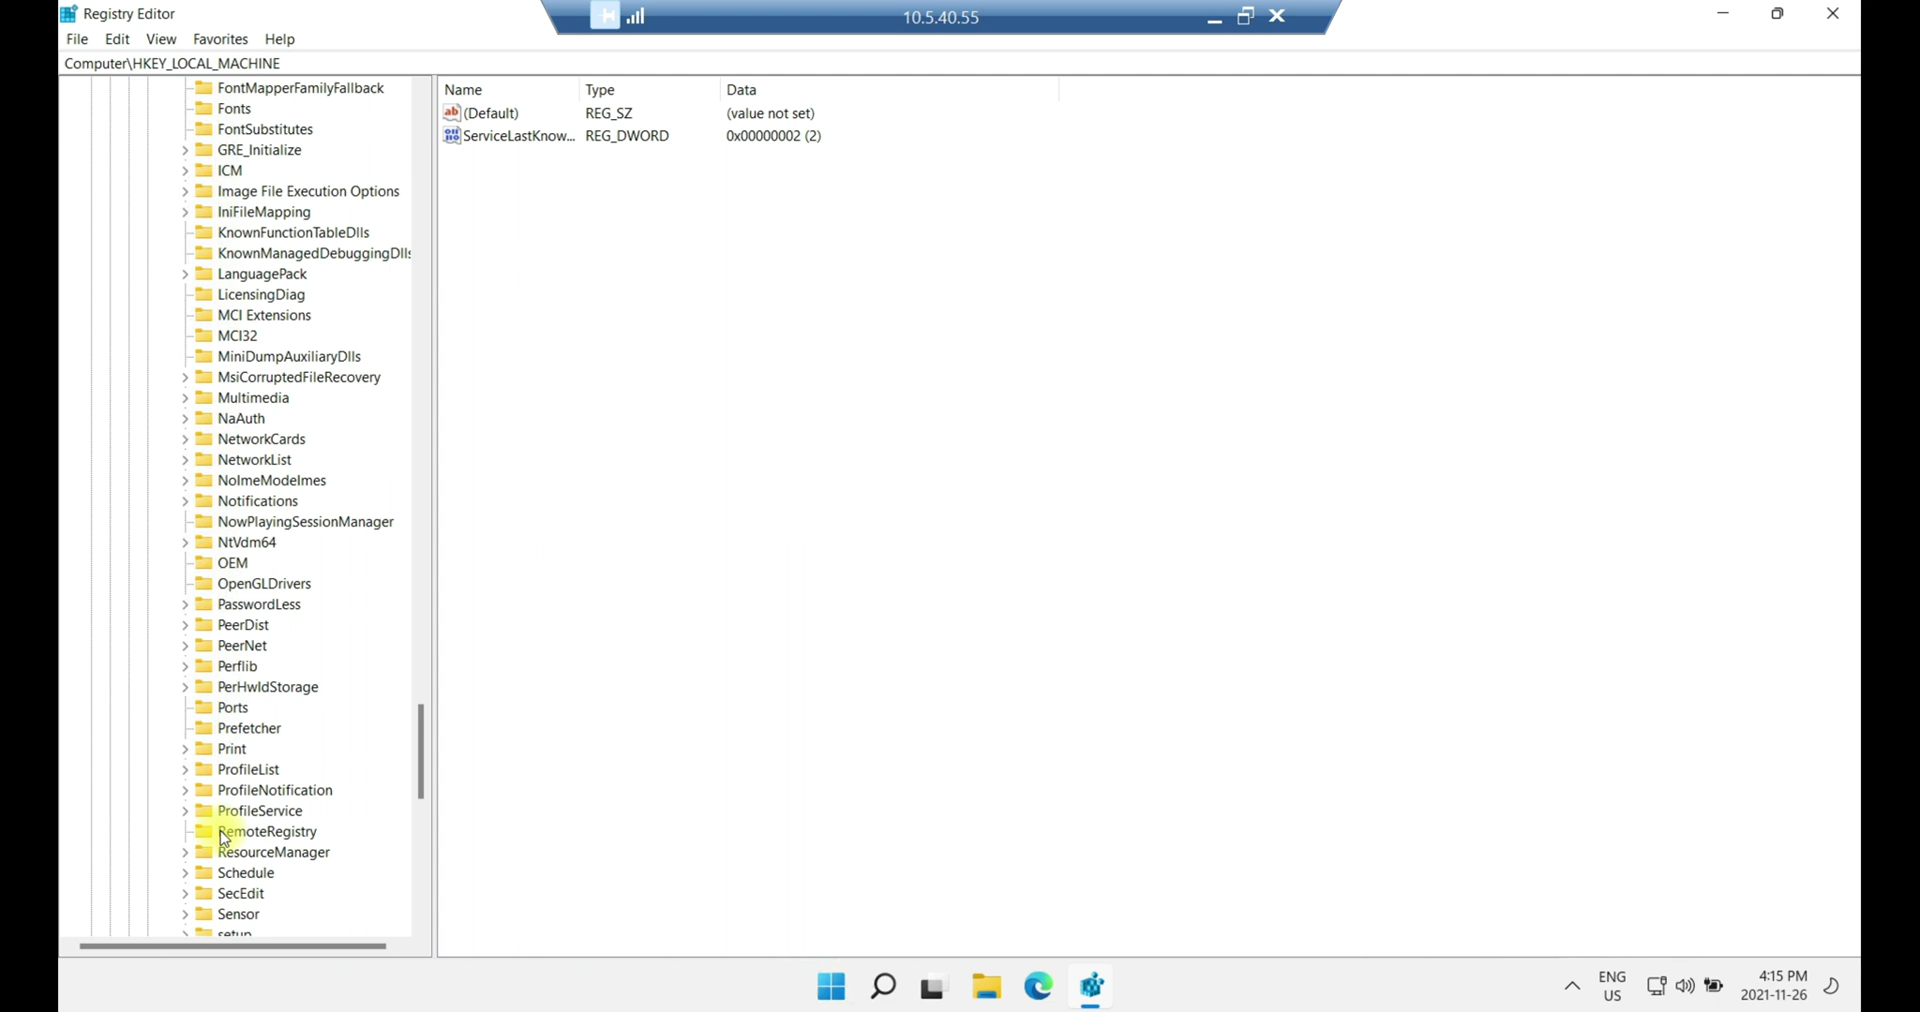 Registry Editor
10.5.40.55
File Edit View Favorites Help
Computer\HKEY_LOCAL_MACHINE
FontMapperFamilyFallback
Fonts
FontSubstitutes
GRE_Initialize
ICM
Image File Execution Options
IniFileMapping
KnownFunctionTableDlls
KnownManagedDebuggingDlls
LanguagePack
LicensingDiag
MCI Extensions
MCI32
MiniDumpAuxiliaryDlls
MsiCorruptedFileRecovery
Multimedia
NaAuth
NetworkCards
NetworkList
NoImeModeImes
Notifications
NowPlayingSessionManager
NtVdm64
OEM
OpenGLDrivers
PasswordLess
PeerDist
PeerNet
Perflib
PerHwIdStorage
Ports
Prefetcher
Print
ProfileList
ProfileNotification
ProfileService
RemoteRegistry
ResourceManager
Schedule
SecEdit
Sensor
setup
Name Type Data
(Default) REG_SZ (value not set)
ServiceLastKnow... REG_DWORD 0x00000002 (2)
ENG
US
4:15 PM
2021-11-26